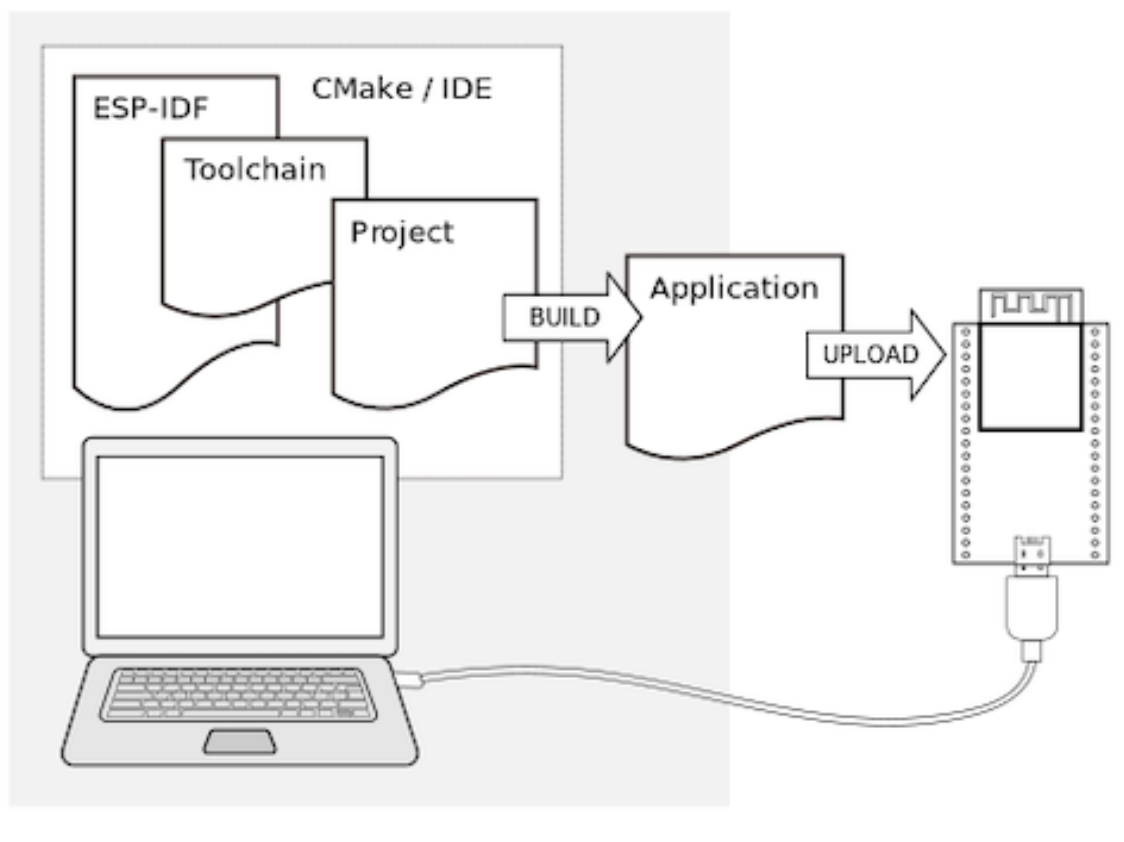 CMake / IDE
ESP-IDF
Toolchain
Project
BUILD
Application
UPLOAD